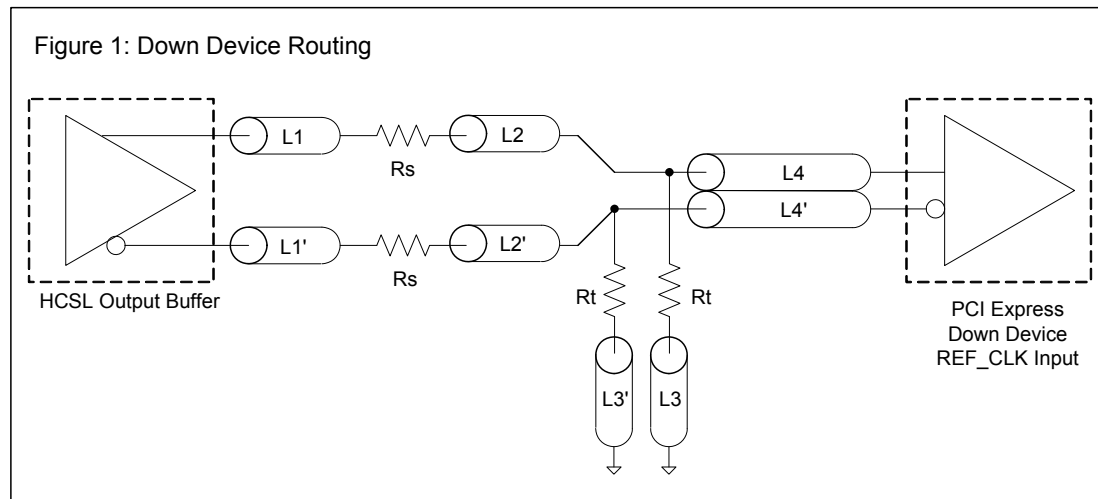 Figure 1: Down Device Routing
L1
Rs
L2
L4
L4'
L1'
Rs
L2'
HCSL Output Buffer
Rt
Rt
L3'
L3
PCI Express
Down Device
REF_CLK Input